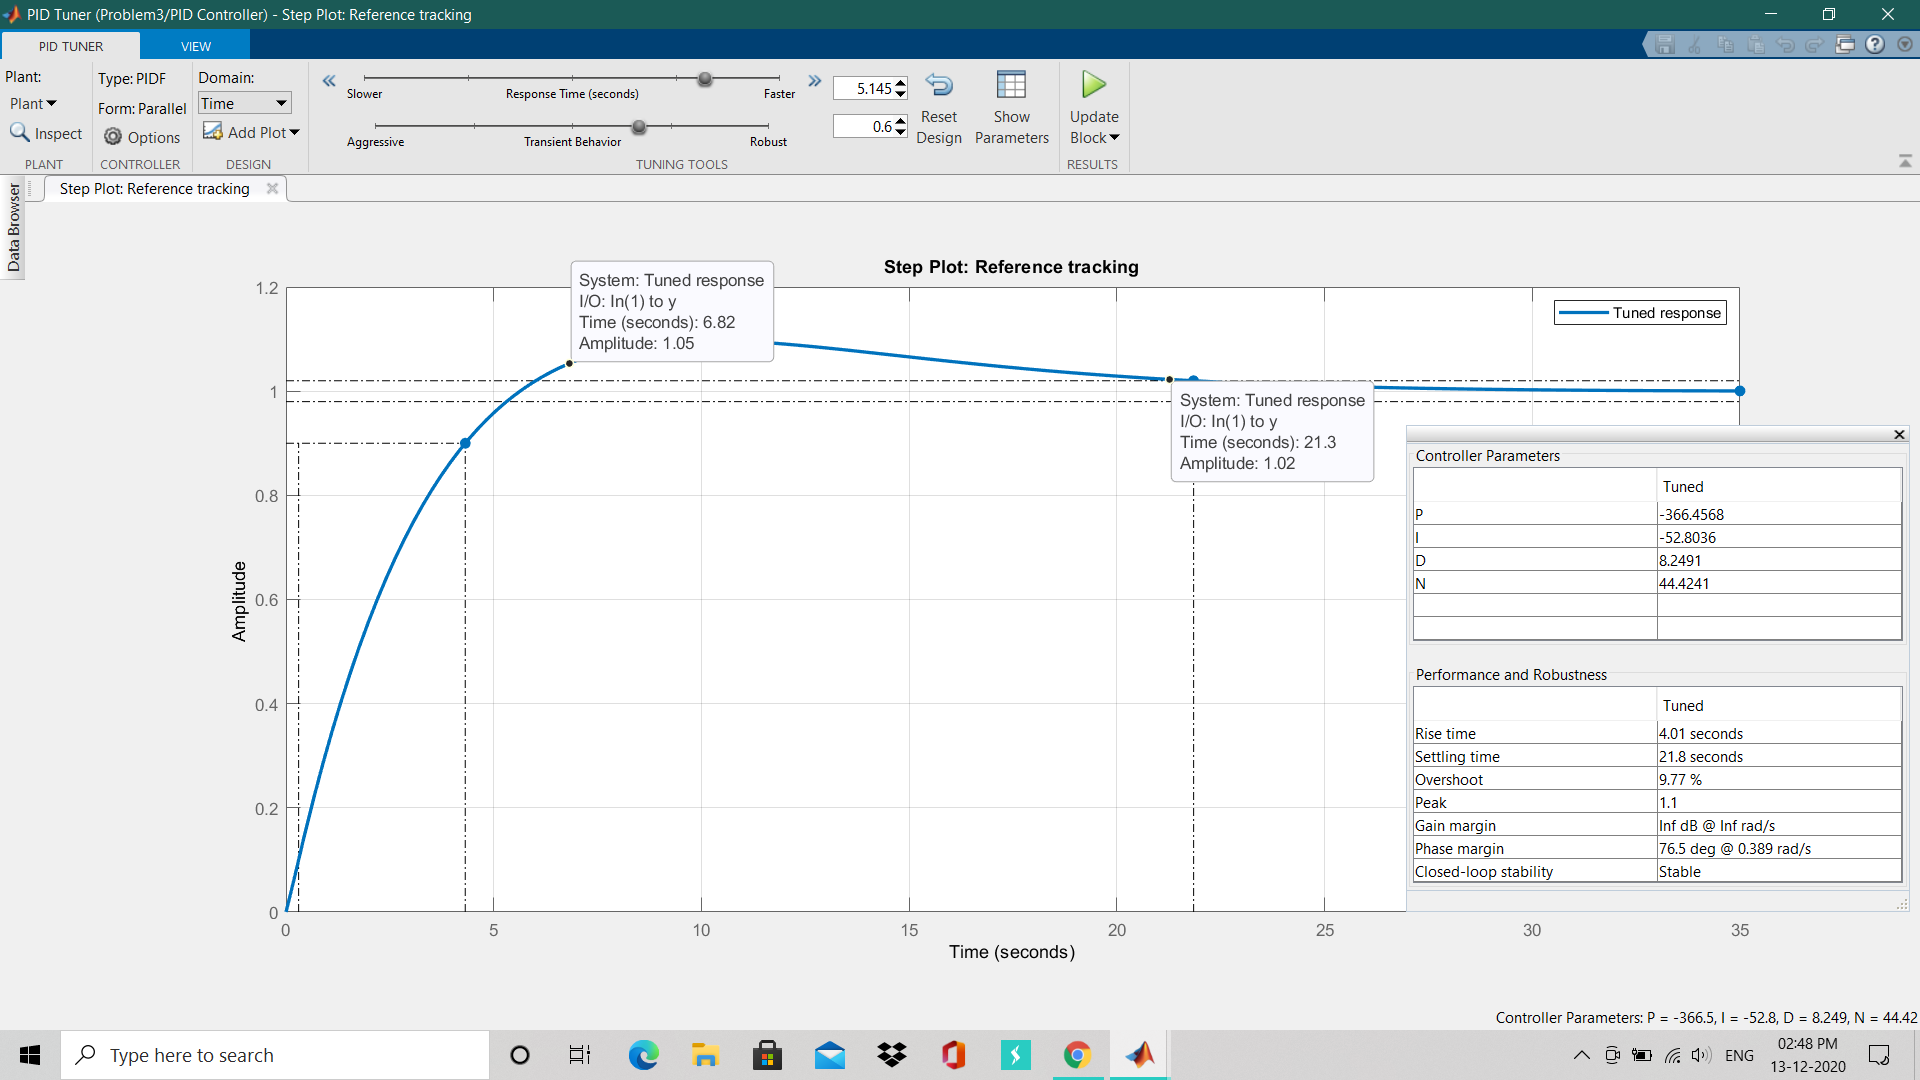 PID Tuner (Problem3/PID Controller) - Step Plot: Reference tracking
PID TUNER
VIEW
Plant:
Plant
Inspect
PLANT
Type: PIDF
Form: Parallel
Options
CONTROLLER
Domain:
Time
Add Plot
DESIGN
Slower
Response Time (seconds)
Faster
5.145
Aggressive
Transient Behavior
Robust
0.6
Reset
Design
Show
Parameters
TUNING TOOLS
Update
Block
RESULTS
Data Browser
Step Plot: Reference tracking
Step Plot: Reference tracking
System: Tuned response
I/O: In(1) to y
Time (seconds): 6.82
Amplitude: 1.05
Tuned response
System: Tuned response
I/O: In(1) to y
Time (seconds): 21.3
Amplitude: 1.02
1.2
1
0.8
0.6
0.4
0.2
0
Amplitude
0
5
10
15
20
25
30
35
Time (seconds)
Controller Parameters
Tuned
P -366.4568
I -52.8036
D 8.2491
N 44.4241
Performance and Robustness
Tuned
Rise time 4.01 seconds
Settling time 21.8 seconds
Overshoot 9.77 %
Peak 1.1
Gain margin Inf dB @ Inf rad/s
Phase margin 76.5 deg @ 0.389 rad/s
Closed-loop stability Stable
Controller Parameters: P = -366.5, I = -52.8, D = 8.249, N = 44.42
Type here to search
ENG
02:48 PM
13-12-2020